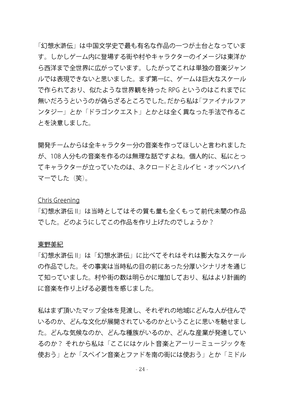 「幻想水滸伝」は中国文学史で最も有名な作品の一つが土台となっていま
す。しかしゲーム内に登場する街や村やキャラクターのイメージは東洋か
ら西洋まで全世界に広がっています。したがってこれは単独の音楽ジャン
ルでは表現できないと思いました。まず第一に、ゲームは巨大なスケール
で作られており、似たような世界観を持った RPG というのはこれまでに
無いだろうというのが偽らざるところでした。だから私は「ファイナルファ
ンタジー」とか「ドラゴンクエスト」とかとは全く異なった手法で作るこ
とを決意しました。
開発チームからは全キャラクター分の音楽を作ってほしいと言われました
が、108 人分もの音楽を作るのは無理な話ですよね。個人的に、私にとっ
てキャラクターが立っていたのは、ネクロードとミルイヒ・オッペンハイ
マーでした（笑）。
Chris Greening
「幻想水滸伝 II」は当時としてはその質も量も全くもって前代未聞の作品
でした。どのようにしてこの作品を作り上げたのでしょうか？
東野美紀
「幻想水滸伝 II」は「幻想水滸伝」に比べてそれはそれは膨大なスケール
の作品でした。その事実は当時私の目の前にあった分厚いシナリオを通じ
て知っていました。村や街の数は明らかに増加しており、私はより計画的
に音楽を作り上げる必要性を感じました。
私はまず頂いたマップ全体を見渡し、それぞれの地域にどんな人が住んで
いるのか、どんな文化が展開されているのかということに思いを馳せまし
た。どんな気候なのか、どんな種族がいるのか、どんな産業が発達してい
るのか？ それから私は「ここにはケルト音楽とアーリーミュージックを
使おう」とか「スペイン音楽とファドを南の街には使おう」とか「ミドル
- 24 -